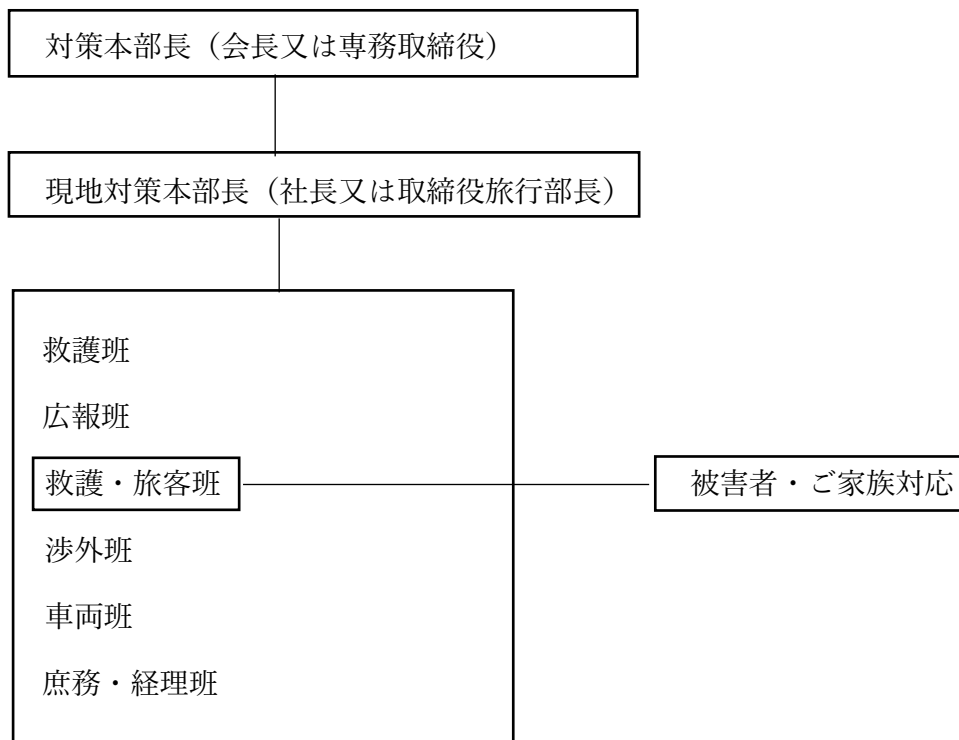 対策本部長（会長又は専務取締役）
現地対策本部長（社長又は取締役旅行部長）
救護班
広報班
救護・旅客班
被害者・ご家族対応
渉外班
車両班
庶務・経理班